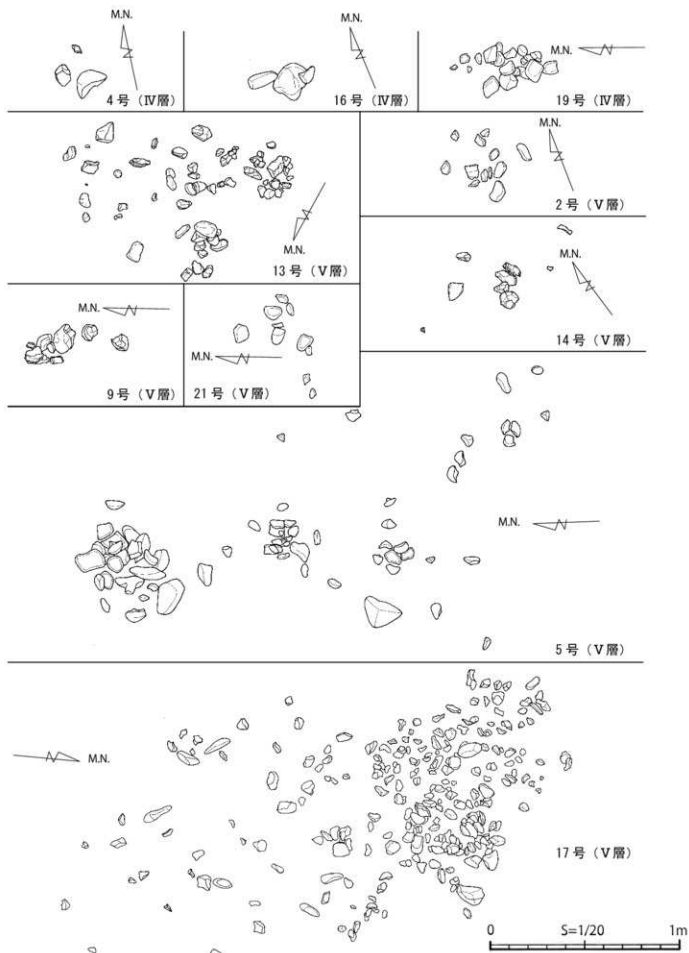 M.N.
4号 (Ⅳ層)
M.N.
16号 (Ⅳ層)
M.N.
19号 (Ⅳ層)
M.N.
13号 (Ⅴ層)
M.N.
2号 (Ⅴ層)
M.N.
14号 (Ⅴ層)
M.N.
9号 (Ⅴ層)
M.N.
21号 (Ⅴ層)
M.N.
5号 (Ⅴ層)
M.N.
17号 (Ⅴ層)
0 S=1/20 1m